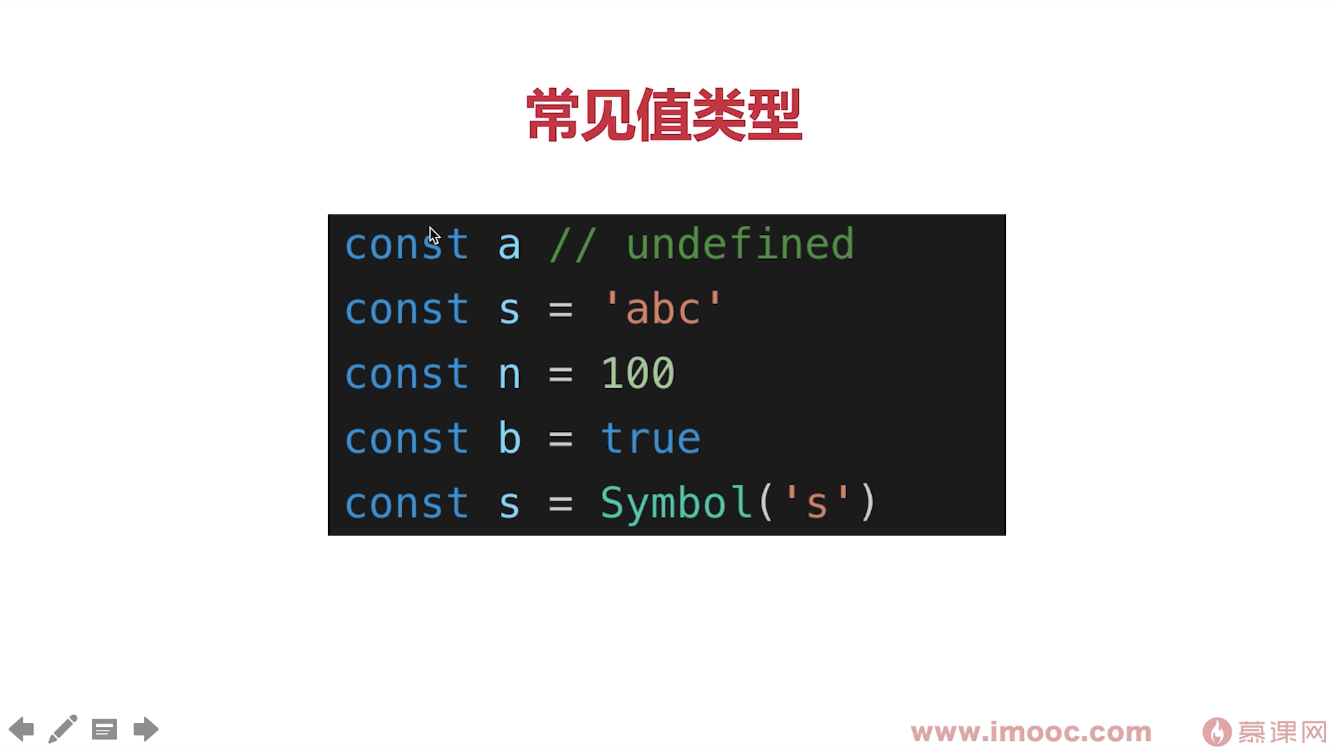 常见值类型
const a // undefined
const s = 'abc'
const n = 100
const b = true
const s = Symbol('s')
www.imooc.com 慕课网